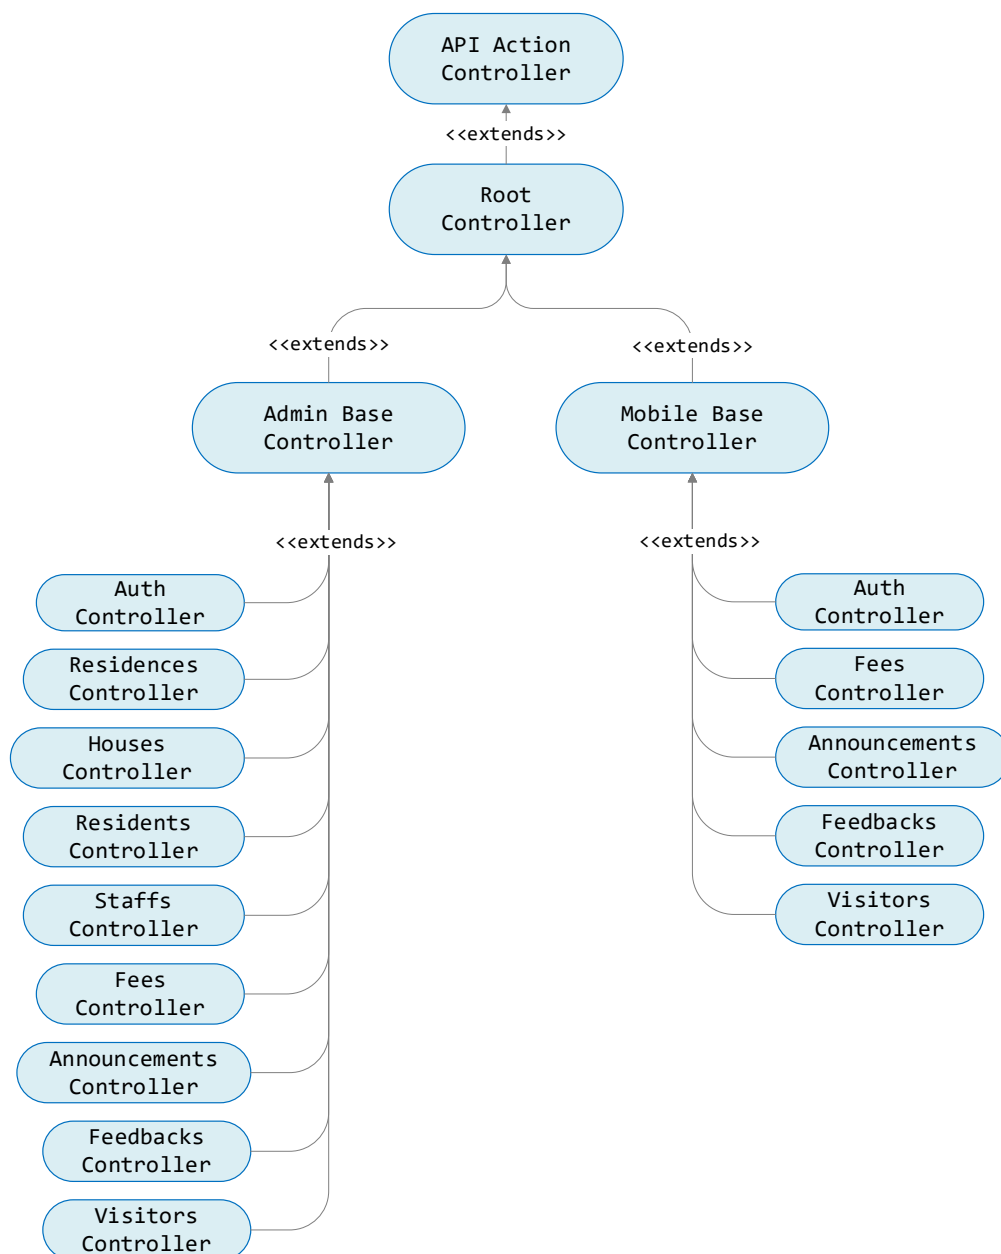 API Action
Controller
<<extends>>
Root
Controller
<<extends>>
<<extends>>
Admin Base
Controller
Mobile Base
Controller
<<extends>>
<<extends>>
Auth
Controller
Residences
Controller
Houses
Controller
Residents
Controller
Staffs
Controller
Fees
Controller
Announcements
Controller
Feedbacks
Controller
Visitors
Controller
Auth
Controller
Fees
Controller
Announcements
Controller
Feedbacks
Controller
Visitors
Controller